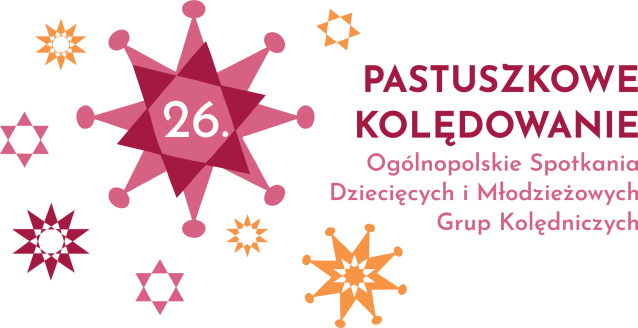 26.
PASTUSZKOWE
KOLĘDOWANIE
Ogólnopolskie Spotkania
Dziecięcych i Młodzieżowych
Grup Kolędniczych